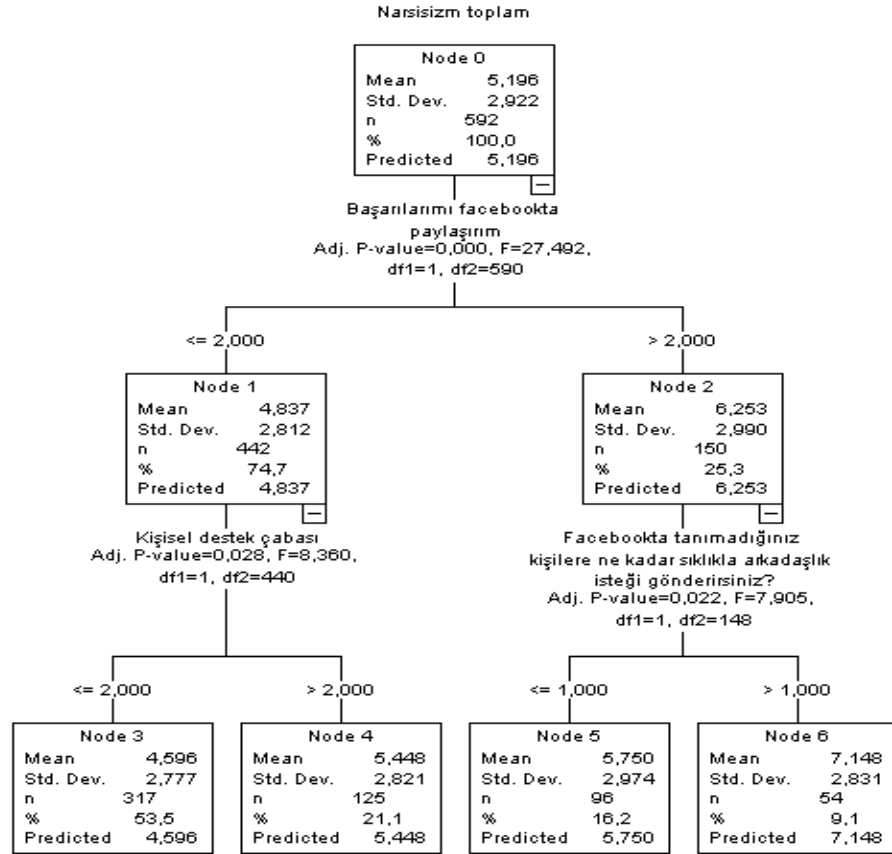 Narsisizm toplam
Node 0
Mean 5,196
Std. Dev. 2,922
n 592
% 100,0
Predicted 5,196
Başarılarımı facebookta
paylaşırım
Adj. P-value=0,000, F=27,492,
df1=1, df2=590
<= 2,000
> 2,000
Node 1
Mean 4,837
Std. Dev. 2,812
n 442
% 74,7
Predicted 4,837
Node 2
Mean 6,253
Std. Dev. 2,990
n 150
% 25,3
Predicted 6,253
Kişisel destek çabası
Adj. P-value=0,028, F=8,360,
df1=1, df2=440
Facebookta tanımadığınız
kişilere ne kadar sıklıkla arkadaşlık
isteği gönderirsiniz?
Adj. P-value=0,022, F=7,905,
df1=1, df2=148
<= 2,000
> 2,000
<= 1,000
> 1,000
Node 3
Mean 4,596
Std. Dev. 2,777
n 317
% 53,5
Predicted 4,596
Node 4
Mean 5,448
Std. Dev. 2,821
n 125
% 21,1
Predicted 5,448
Node 5
Mean 5,750
Std. Dev. 2,974
n 96
% 16,2
Predicted 5,750
Node 6
Mean 7,148
Std. Dev. 2,831
n 54
% 9,1
Predicted 7,148